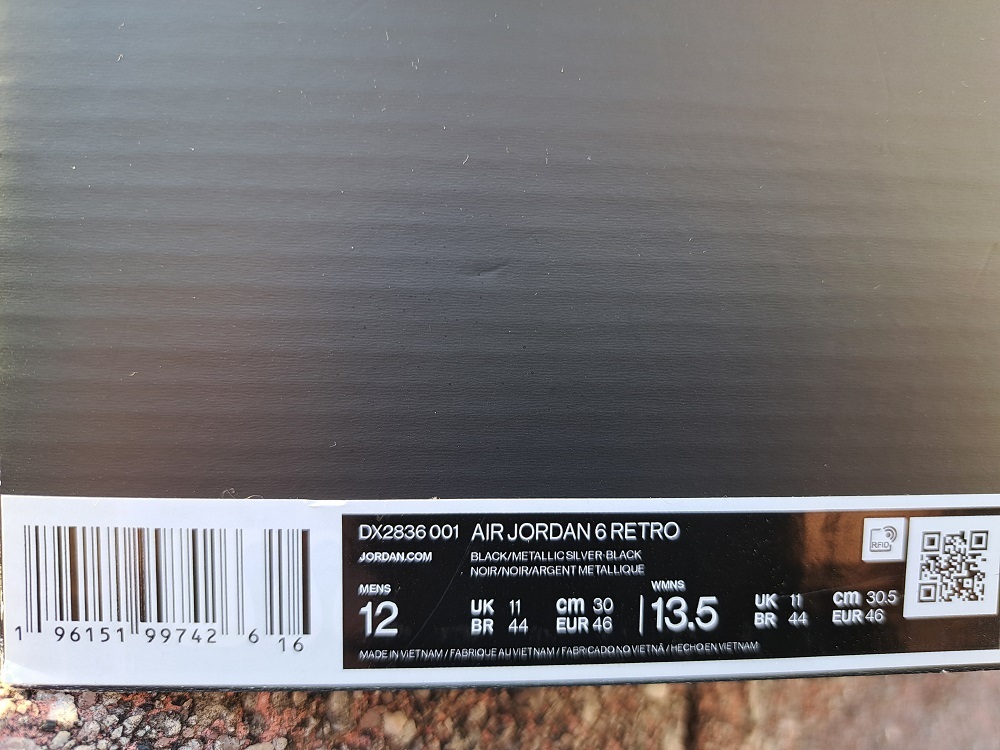 DX2836 001 AIR JORDAN 6 RETRO
JORDAN.COM BLACK/METALLIC SILVER-BLACK
NOIR/NOIR/ARGENT METALLIQUE
MENS WMNS
12 UK 11 cm 30 13.5 UK 11 cm 30.5
BR 44 EUR 46 BR 44 EUR 46
MADE IN VIETNAM / FABRIQUE AU VIETNAM / FABRICADO NO VIETNÃ / HECHO EN VIETNAM
RFID
1 96151 99742 6 16